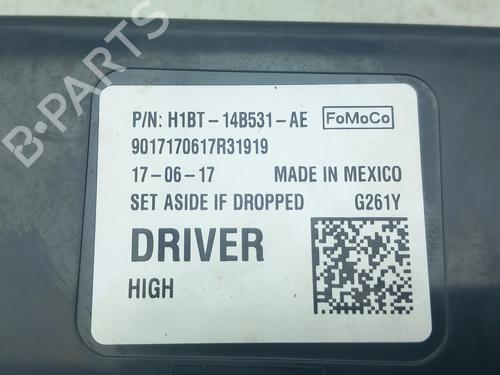 P/N: H1BT-14B531-AE FoMoCo
9017170617R31919
17-06-17 MADE IN MEXICO
SET ASIDE IF DROPPED G261Y
DRIVER
HIGH
B-PARTS